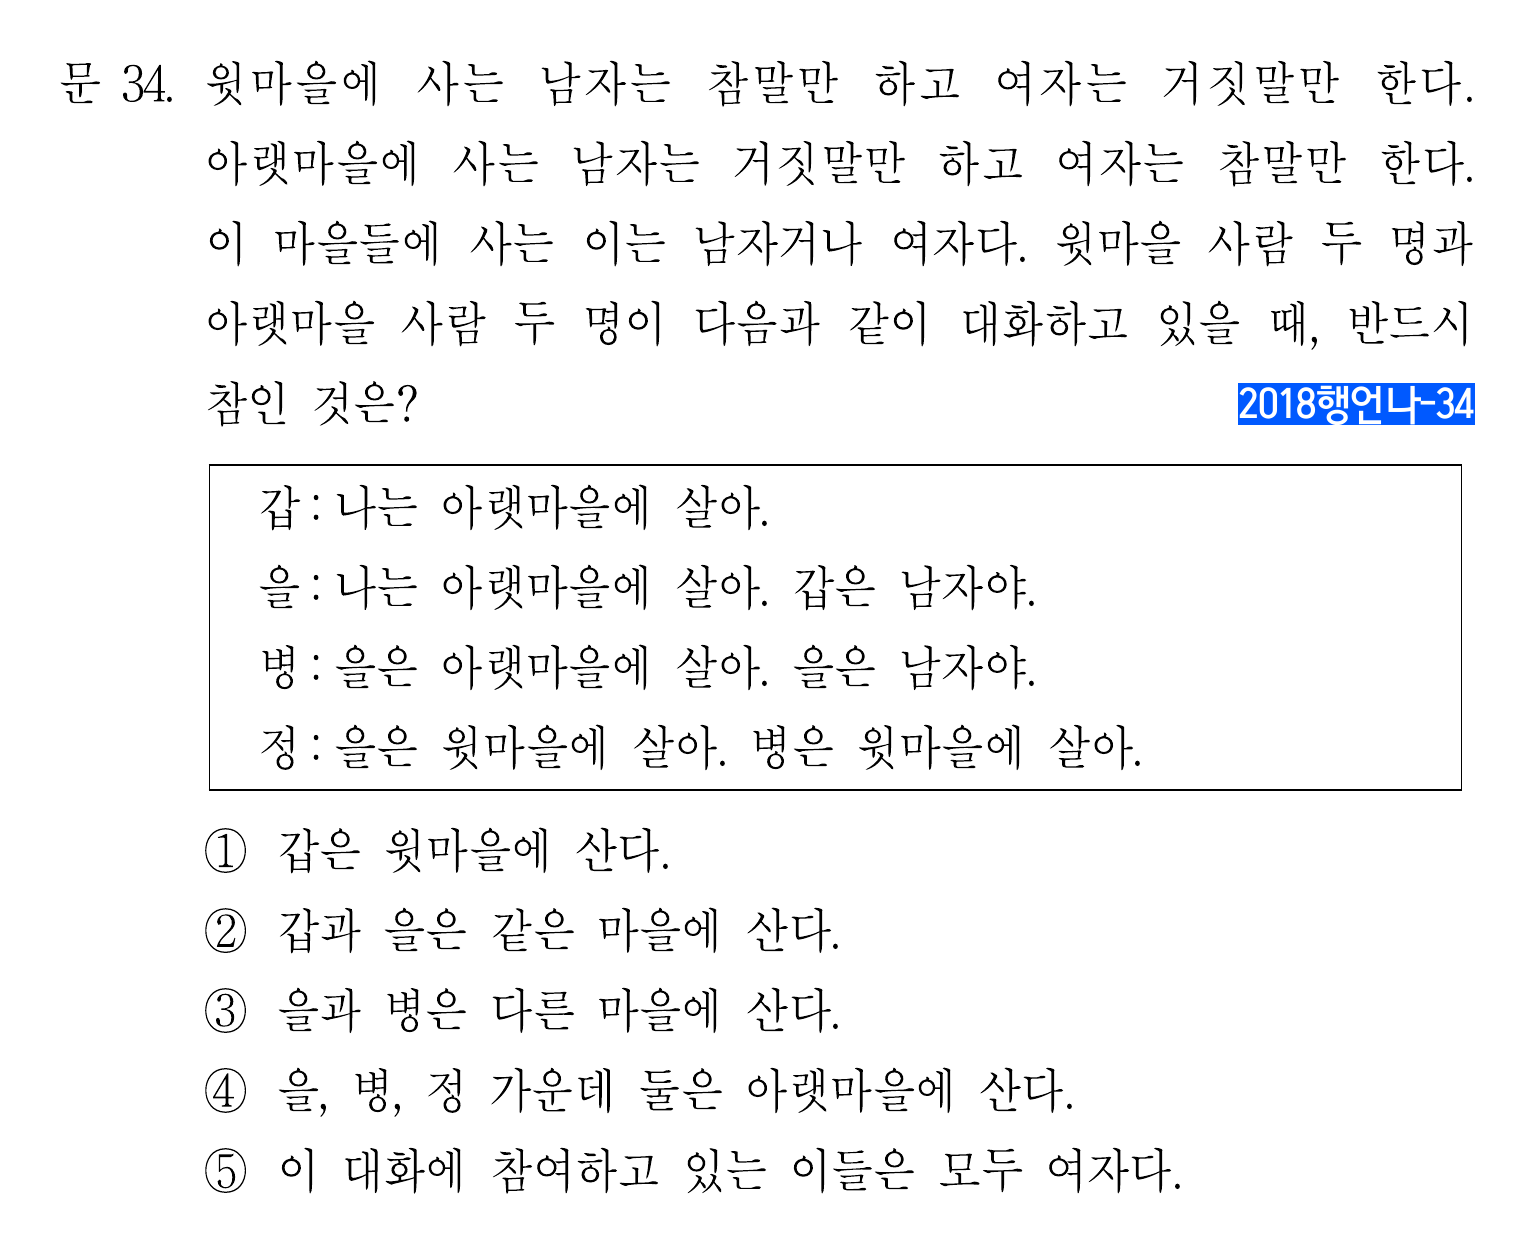 문 34. 윗마을에 사는 남자는 참말만 하고 여자는 거짓말만 한다.
아랫마을에 사는 남자는 거짓말만 하고 여자는 참말만 한다.
이 마을들에 사는 이는 남자거나 여자다. 윗마을 사람 두 명과
아랫마을 사람 두 명이 다음과 같이 대화하고 있을 때, 반드시
참인 것은? 2018행언나-34
갑 : 나는 아랫마을에 살아.
을 : 나는 아랫마을에 살아. 갑은 남자야.
병 : 을은 아랫마을에 살아. 을은 남자야.
정 : 을은 윗마을에 살아. 병은 윗마을에 살아.
① 갑은 윗마을에 산다.
② 갑과 을은 같은 마을에 산다.
③ 을과 병은 다른 마을에 산다.
④ 을, 병, 정 가운데 둘은 아랫마을에 산다.
⑤ 이 대화에 참여하고 있는 이들은 모두 여자다.